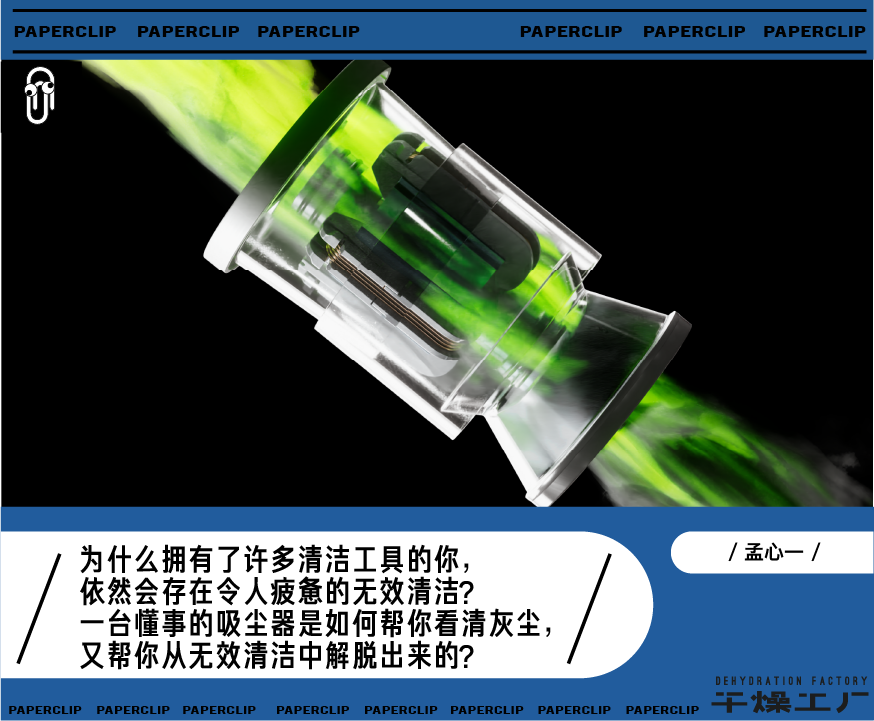 PAPERCLIP PAPERCLIP PAPERCLIP PAPERCLIP PAPERCLIP PAPERCLIP
为什么拥有了许多清洁工具的你,
依然会存在令人疲惫的无效清洁?
一台懂事的吸尘器是如何帮你看清灰尘,
又帮你从无效清洁中解脱出来的?
/ 孟心一 /
DEHYDRATION FACTORY
干燥工厂
PAPERCLIP PAPERCLIP PAPERCLIP PAPERCLIP PAPERCLIP PAPERCLIP PAPERCLIP PAPERCLIP